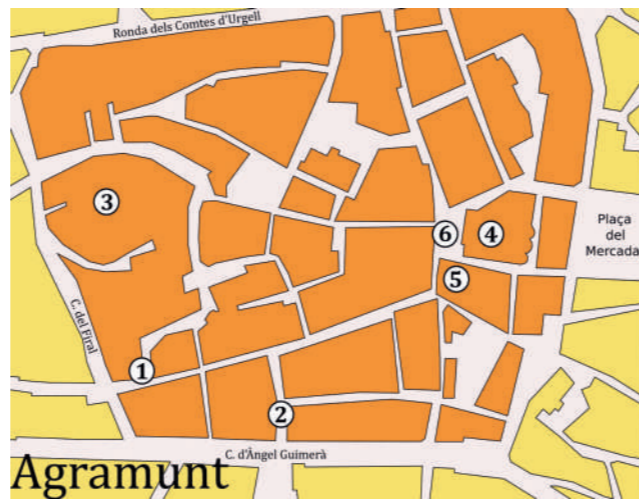 Ronda dels Comtes d'Urgell
3
6
4
Plaça
del
Mercadal
5
C. del Firal
1
2
C. d'Àngel Guimerà
Agramunt